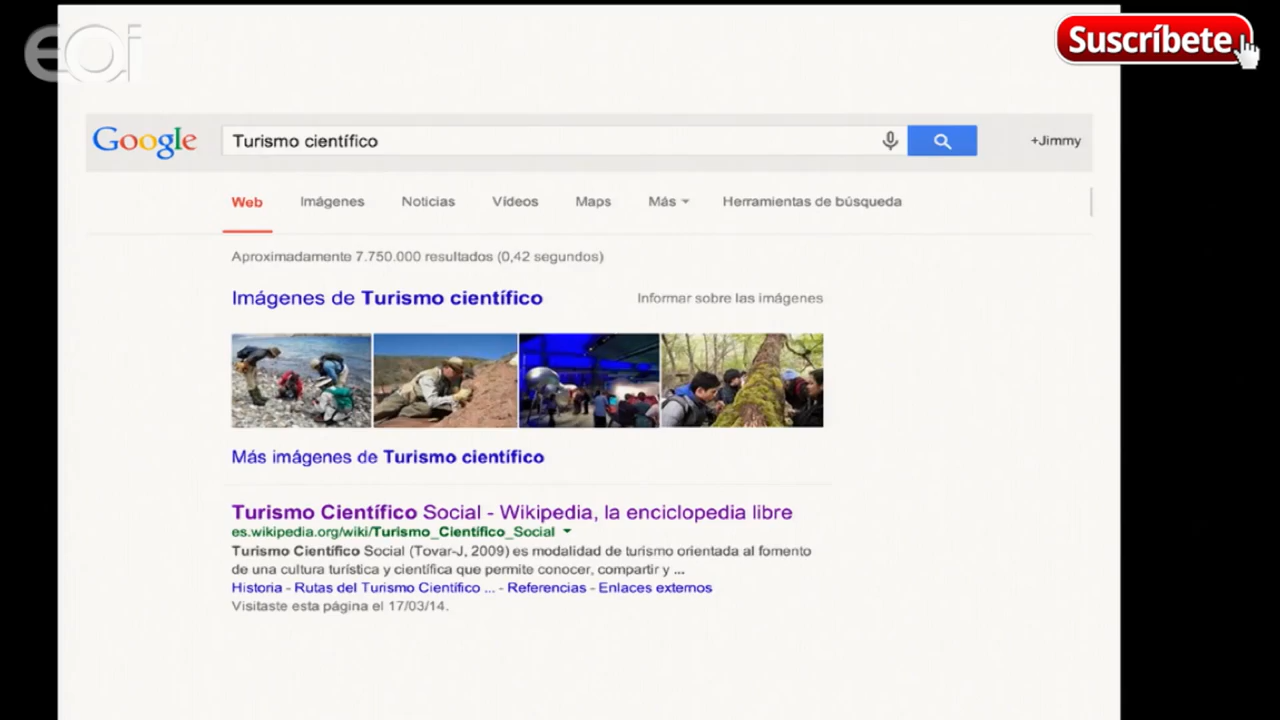 eoi
Suscríbete
Google
Turismo científico
+Jimmy
Web Imágenes Noticias Vídeos Maps Más Herramientas de búsqueda
Aproximadamente 7.750.000 resultados (0,42 segundos)
Imágenes de Turismo científico
Informar sobre las imágenes
Más imágenes de Turismo científico
Turismo Científico Social - Wikipedia, la enciclopedia libre
es.wikipedia.org/wiki/Turismo_Científico_Social
Turismo Científico Social (Tovar-J, 2009) es modalidad de turismo orientada al fomento
de una cultura turística y científica que permite conocer, compartir y ...
Historia - Rutas del Turismo Científico ... - Referencias - Enlaces externos
Visitaste esta página el 17/03/14.